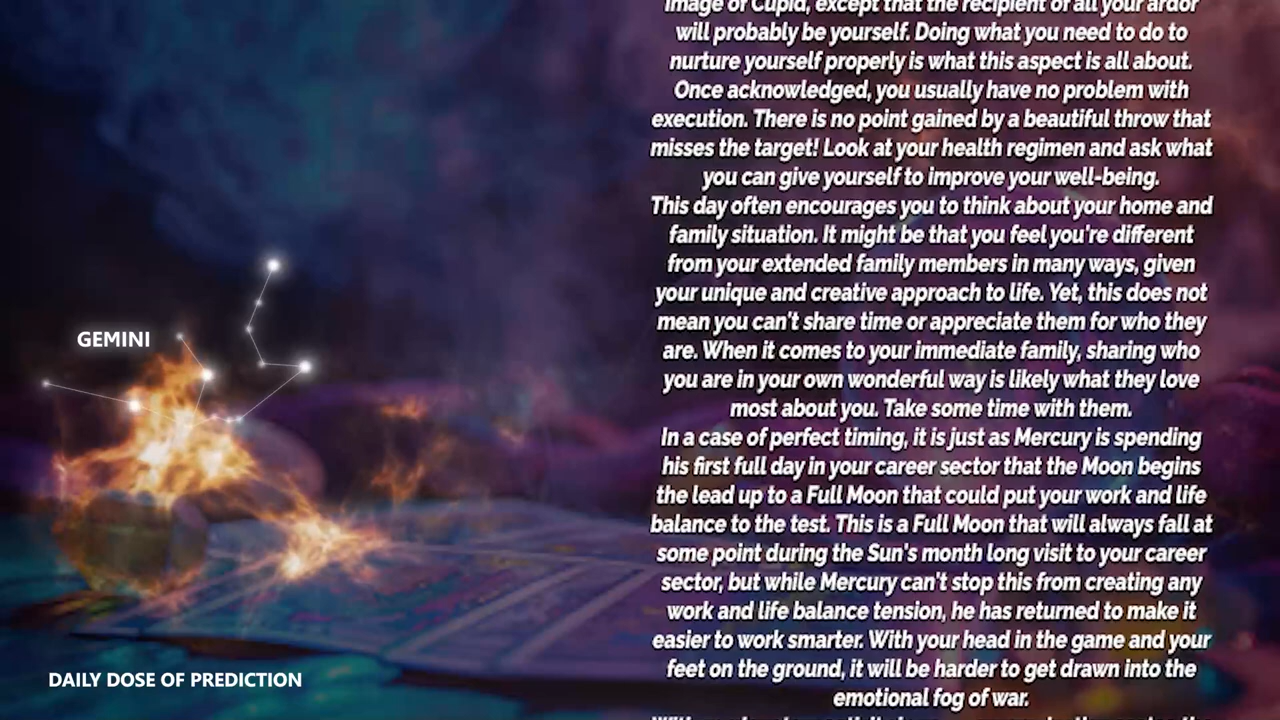 image of Cupid, except that the recipient of all your ardor
will probably be yourself. Doing what you need to do to
nurture yourself properly is what this aspect is all about.
Once acknowledged, you usually have no problem with
execution. There is no point gained by a beautiful throw that
misses the target! Look at your health regimen and ask what
you can give yourself to improve your well-being.
This day often encourages you to think about your home and
family situation. It might be that you feel you're different
from your extended family members in many ways, given
your unique and creative approach to life. Yet, this does not
mean you can't share time or appreciate them for who they
are. When it comes to your immediate family, sharing who
you are in your own wonderful way is likely what they love
most about you. Take some time with them.
In a case of perfect timing, it is just as Mercury is spending
his first full day in your career sector that the Moon begins
the lead up to a Full Moon that could put your work and life
balance to the test. This is a Full Moon that will always fall at
some point during the Sun's month long visit to your career
sector, but while Mercury can't stop this from creating any
work and life balance tension, he has returned to make it
easier to work smarter. With your head in the game and your
feet on the ground, it will be harder to get drawn into the
emotional fog of war.
GEMINI
DAILY DOSE OF PREDICTION